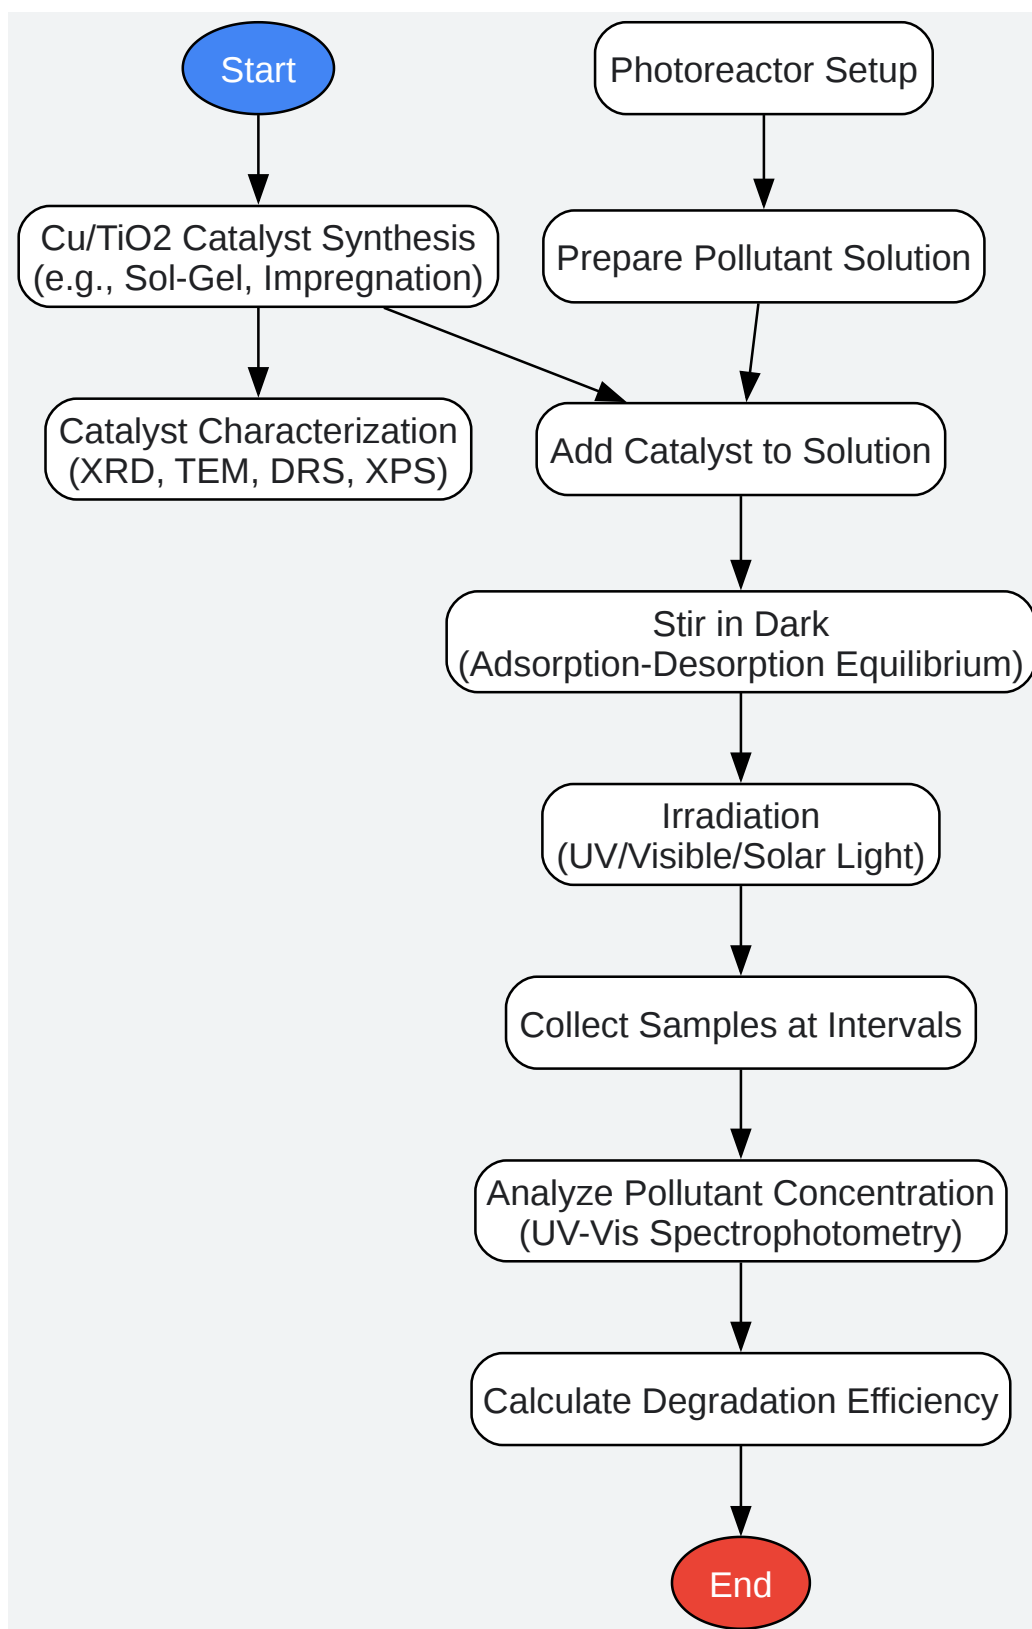 Start
Photoreactor Setup
Cu/TiO2 Catalyst Synthesis
(e.g., Sol-Gel, Impregnation)
Prepare Pollutant Solution
Catalyst Characterization
(XRD, TEM, DRS, XPS)
Add Catalyst to Solution
Stir in Dark
(Adsorption-Desorption Equilibrium)
Irradiation
(UV/Visible/Solar Light)
Collect Samples at Intervals
Analyze Pollutant Concentration
(UV-Vis Spectrophotometry)
Calculate Degradation Efficiency
End